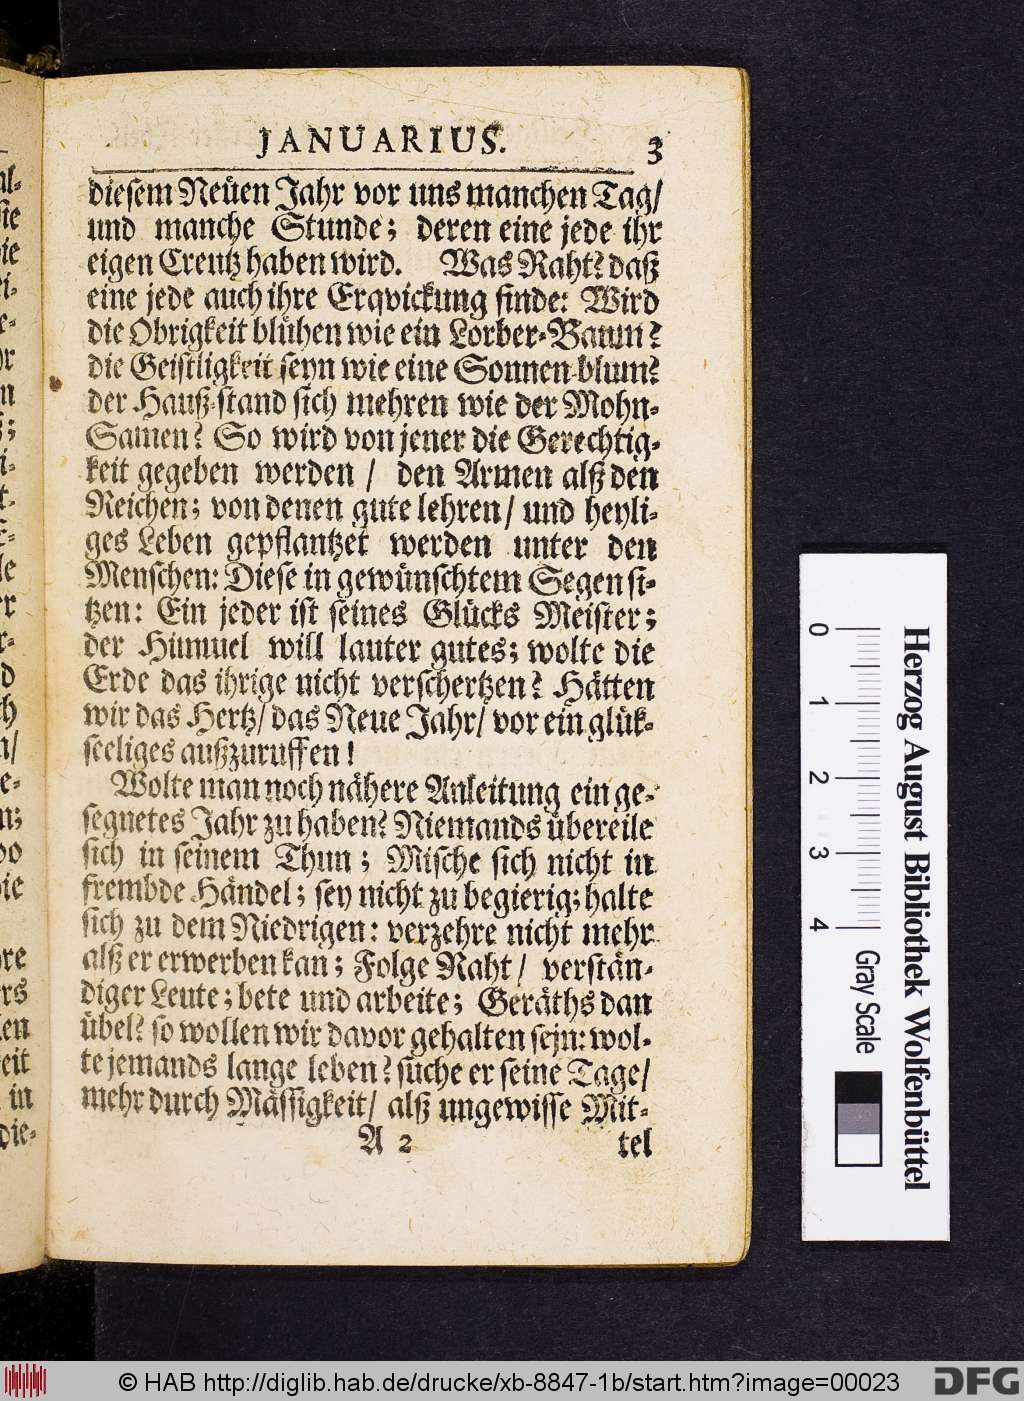 JANUARIUS. 3
diesem Neüen Jahr vor uns manchen Tag/
und manche Stunde; deren eine jede ihr
eigen Creutz haben wird. Was Raht? daß
eine jede auch ihre Erqvickung finde: Wird
die Obrigkeit blühen wie ein Lorber-Baum?
die Geistligkeit seyn wie eine Sonnen-blum?
der Hauß-stand sich mehren wie der Mohn-
Samen? So wird von jener die Gerechtig-
keit gegeben werden / den Armen alß den
Reichen; von denen gute lehren/ und heyli-
ges Leben gepflantzet werden unter den
Menschen: Diese in gewünschtem Segen si-
tzen: Ein jeder ist seines Glücks Meister;
der Himmel will lauter gutes; wolte die
Erde das ihrige nicht verschertzen? Hätten
wir das Hertz/ das Neue Jahr/ vor ein glük-
seeliges außzuruffen!
Wolte man noch nähere Anleitung ein ge-
segnetes Jahr zu haben? Niemands übereile
sich in seinem Thun; Mische sich nicht in
frembde Händel; sey nicht zu begierig; halte
sich zu dem Niedrigen: verzehre nicht mehr
alß er erwerben kan; Folge Raht/ verstän-
diger Leute; bete und arbeite; Geräths dan
übel? so wollen wir davor gehalten sejn: wol-
te jemands lange leben? suche er seine Tage/
mehr durch Mässigkeit/ alß ungewisse Mit-
A 2 tel
0 1 2 3 4 Gray Scale
Herzog August Bibliothek Wolfenbüttel
© HAB http://diglib.hab.de/drucke/xb-8847-1b/start.htm?image=00023
DFG